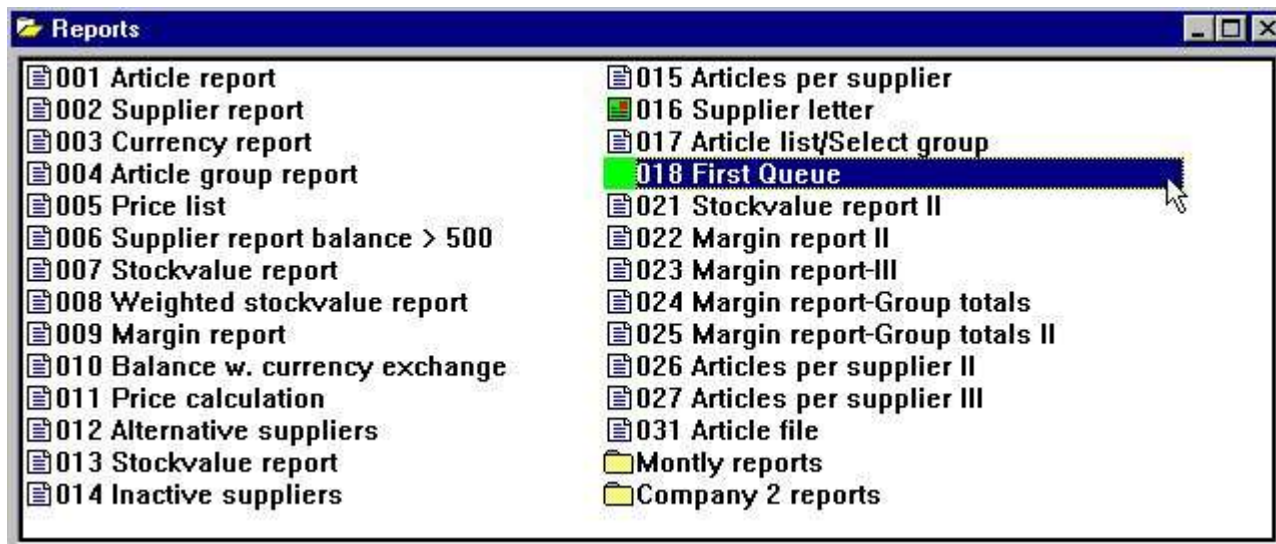 Reports
001 Article report
002 Supplier report
003 Currency report
004 Article group report
005 Price list
006 Supplier report balance > 500
007 Stockvalue report
008 Weighted stockvalue report
009 Margin report
010 Balance w. currency exchange
011 Price calculation
012 Alternative suppliers
013 Stockvalue report
014 Inactive suppliers
015 Articles per supplier
016 Supplier letter
017 Article list/Select group
018 First Queue
021 Stockvalue report II
022 Margin report II
023 Margin report-III
024 Margin report-Group totals
025 Margin report-Group totals II
026 Articles per supplier II
027 Articles per supplier III
031 Article file
Montly reports
Company 2 reports